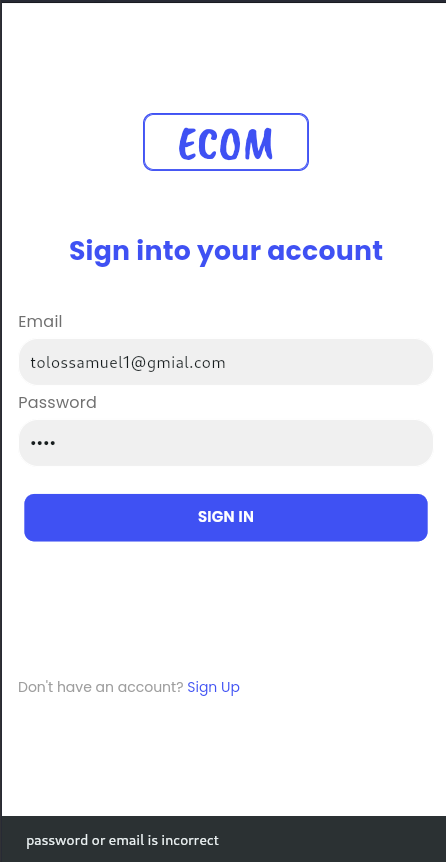 ECOM
Sign into your account
Email
tolossamuel1@gmial.com
Password
••••
SIGN IN
Don't have an account? Sign Up
password or email is incorrect